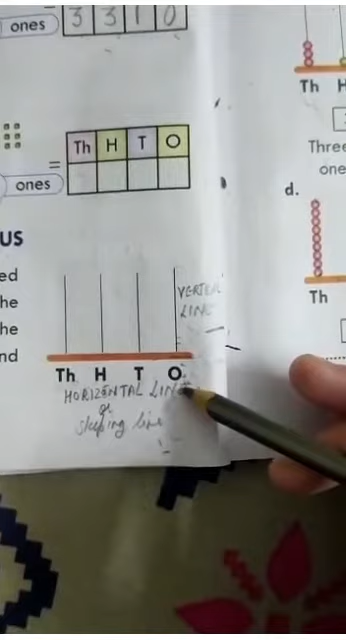 ones
3 3 1 0
Th H
Th H T O
=
ones
Three
one
d.
US
ed
he
he
nd
VERTICAL
LINE
Th H T O
Th
HORIZONTAL LINE
or
sleeping line